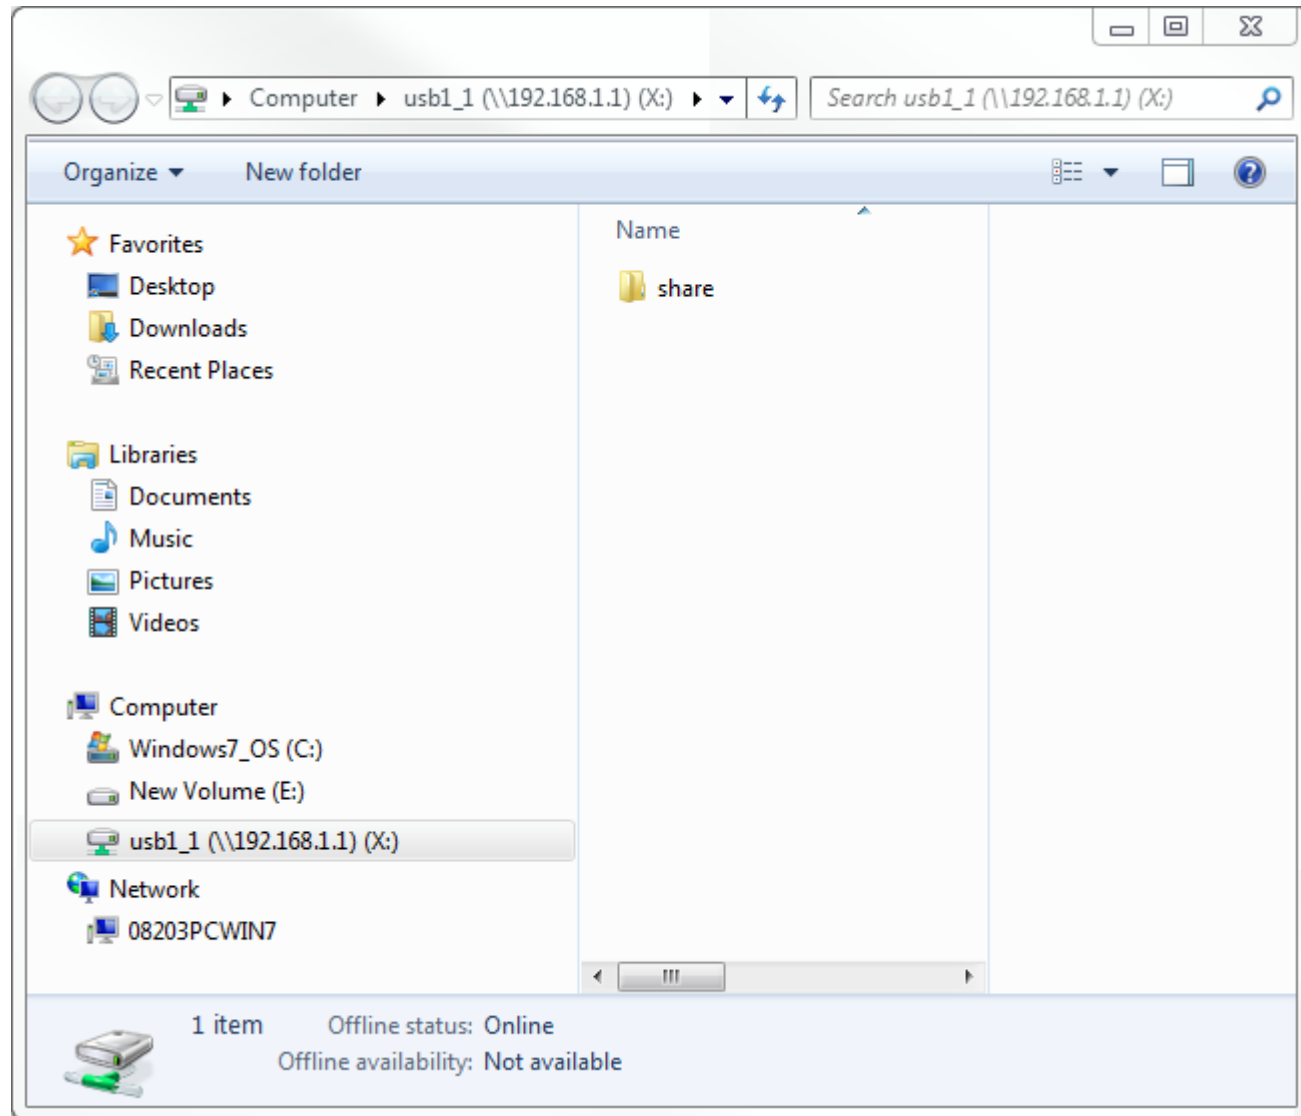 Computer usb1_1 (\\192.168.1.1) (X:) Search usb1_1 (\\192.168.1.1) (X:)
Organize New folder
Favorites
Desktop
Downloads
Recent Places
Libraries
Documents
Music
Pictures
Videos
Computer
Windows7_OS (C:)
New Volume (E:)
usb1_1 (\\192.168.1.1) (X:)
Network
08203PCWIN7
Name
share
1 item Offline status: Online
Offline availability: Not available